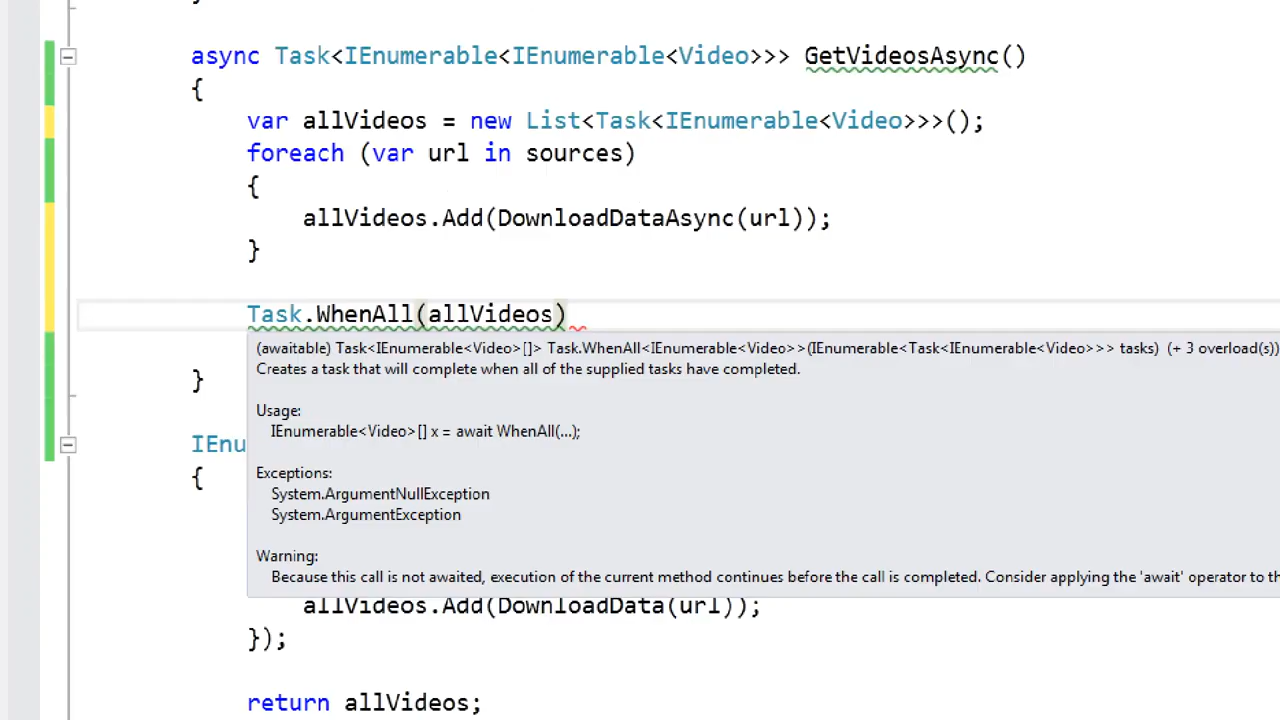 async Task<IEnumerable<IEnumerable<Video>>> GetVideosAsync()
{
var allVideos = new List<Task<IEnumerable<Video>>>();
foreach (var url in sources)
{
allVideos.Add(DownloadDataAsync(url));
}
Task.WhenAll(allVideos)
(awaitable) Task<IEnumerable<Video>[]> Task.WhenAll<IEnumerable<Video>>(IEnumerable<Task<IEnumerable<Video>>> tasks) (+ 3 overload(s))
Creates a task that will complete when all of the supplied tasks have completed.
}
Usage:
IEnumerable<Video>[] x = await WhenAll(...);
IEnu
Exceptions:
{
System.ArgumentNullException
System.ArgumentException
Warning:
Because this call is not awaited, execution of the current method continues before the call is completed. Consider applying the 'await' operator to th
allVideos.Add(DownloadData(url));
});
return allVideos;